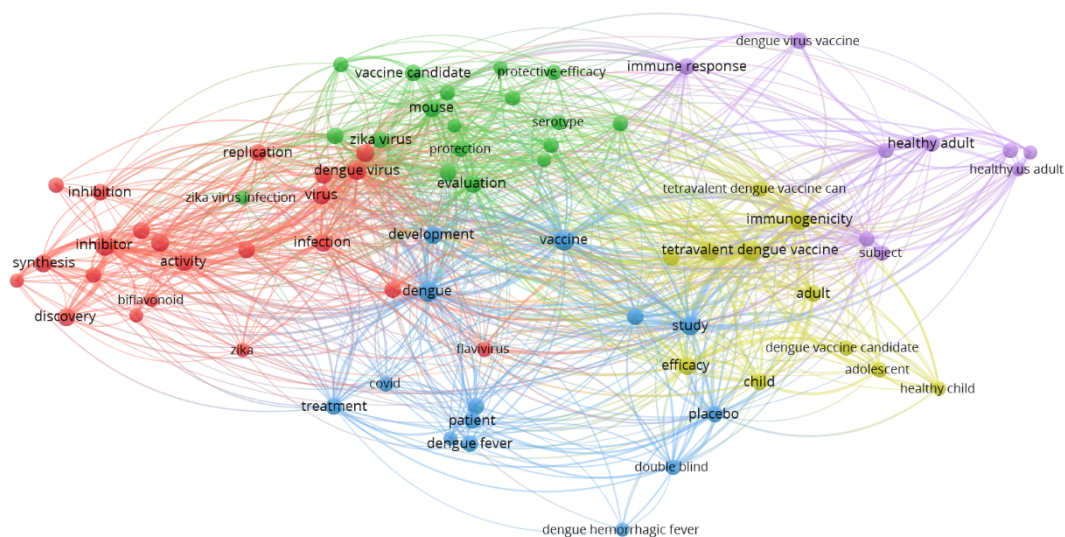 dengue virus vaccine
immune response
vaccine candidate
protective efficacy
mouse
serotype
zika virus
healthy adult
replication
protection
dengue virus
healthy us adult
evaluation
inhibition
tetravalent dengue vaccine can
zika virus infection
virus
immunogenicity
development
vaccine
infection
inhibitor
tetravalent dengue vaccine
subject
synthesis
activity
dengue
adult
biflavonoid
discovery
study
zika
flavivirus
dengue vaccine candidate
efficacy
adolescent
covid
child
healthy child
treatment
placebo
patient
dengue fever
double blind
dengue hemorrhagic fever